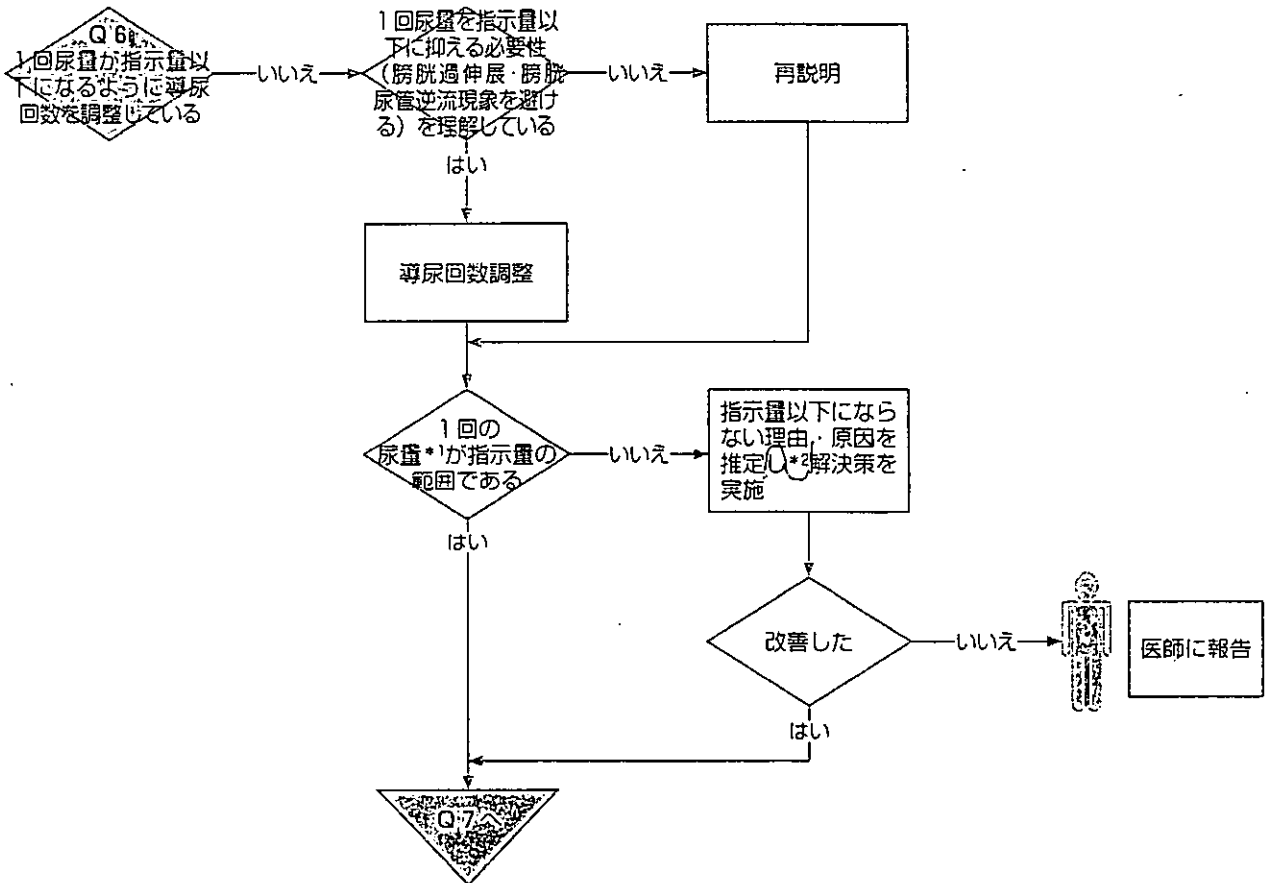 Q 6
1回尿量が指示量以
下になるように導尿
回数を調整している
いいえ
1回尿量を指示量以
下に抑える必要性
(膀胱過伸展・膀胱
尿管逆流現象を避け
る)を理解している
いいえ
再説明
はい
導尿回数調整
1回の
尿量*1が指示量の
範囲である
いいえ
指示量以下になら
ない理由・原因を
推定し*2解決策を
実施
はい
改善した
いいえ
医師に報告
はい
Q 7へ